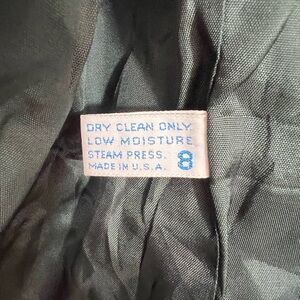 DRY CLEAN ONLY.
LOW MOISTURE
STEAM PRESS.
MADE IN U.S.A. 8